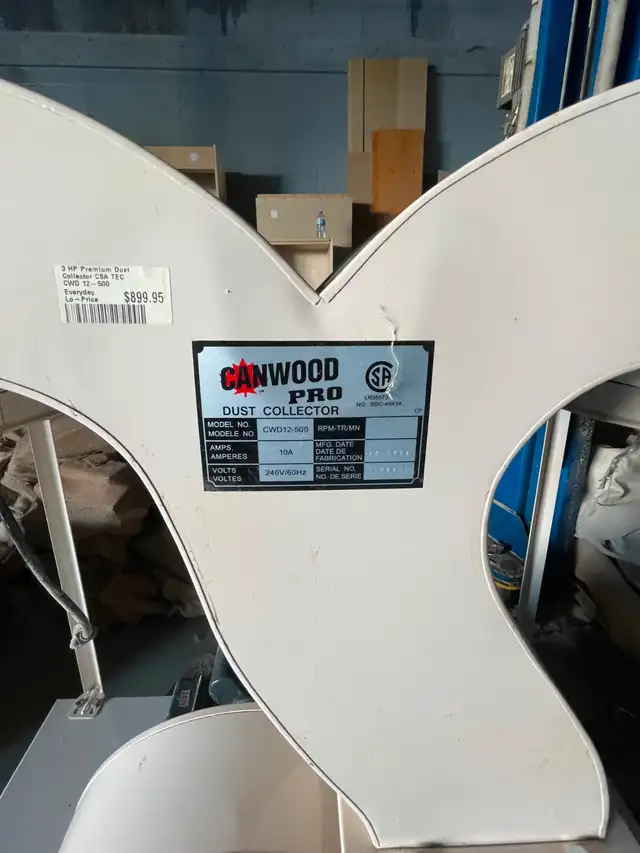 3 HP Premium Dust
Collector CSA TEC
CWD 12-500
Everyday
Lo-Price $899.95
CANWOOD
PRO
DUST COLLECTOR
MODEL NO.
MODELE NO.
CWD12-500
RPM-TR/MN
AMPS.
AMPERES
10A
MFG. DATE
DATE DE
FABRICATION
VOLTS
VOLTES
240V/60Hz
SERIAL NO.
NO. DE SERIE